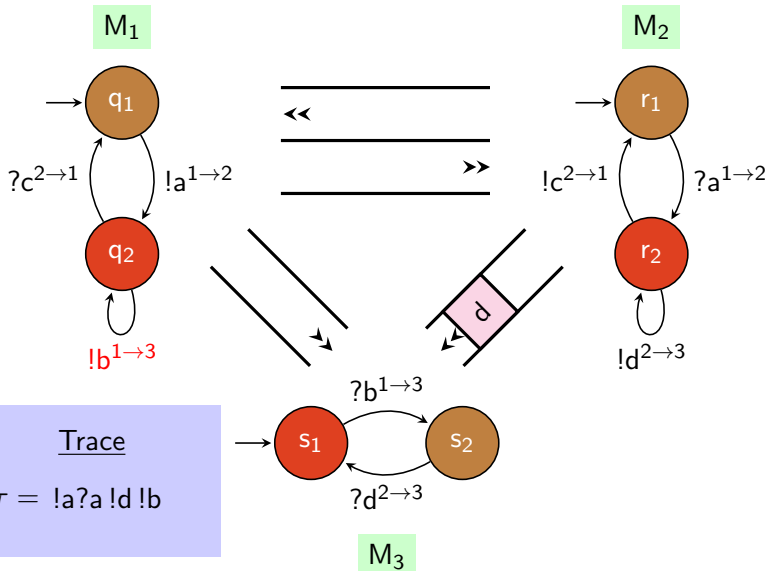 M₁
M₂
q₁
r₁
?c²→¹
!a¹→²
!c²→¹
?a¹→²
q₂
r₂
d
!b¹→³
!d²→³
?b¹→³
Trace
s₁
s₂
= !a?a !d !b
?d²→³
M₃